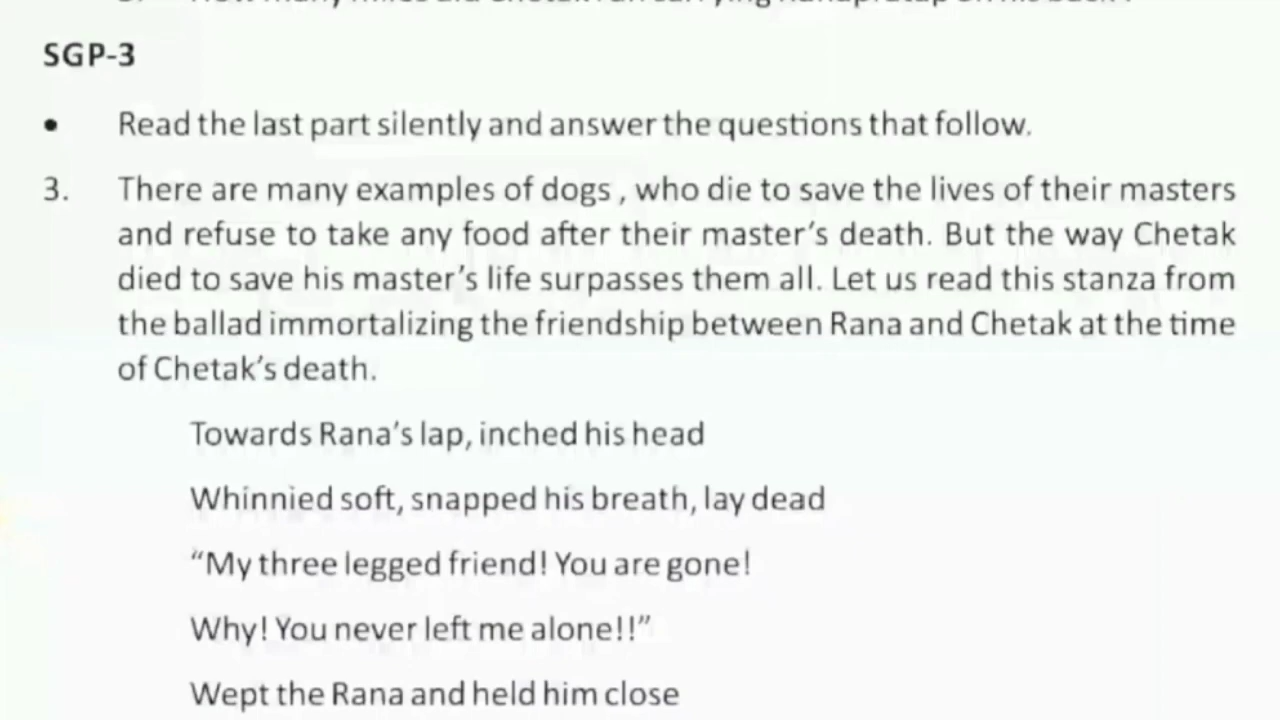 SGP-3
• Read the last part silently and answer the questions that follow.
3. There are many examples of dogs , who die to save the lives of their masters
and refuse to take any food after their master's death. But the way Chetak
died to save his master's life surpasses them all. Let us read this stanza from
the ballad immortalizing the friendship between Rana and Chetak at the time
of Chetak's death.
Towards Rana's lap, inched his head
Whinnied soft, snapped his breath, lay dead
“My three legged friend! You are gone!
Why! You never left me alone!!”
Wept the Rana and held him close